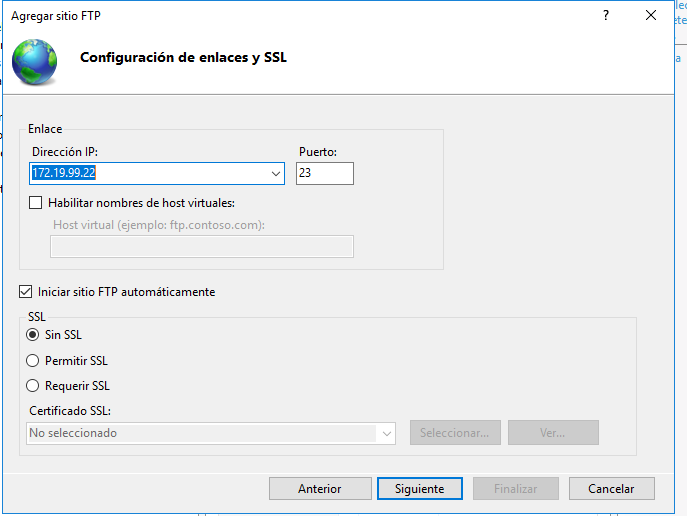 Agregar sitio FTP
?
Configuración de enlaces y SSL
Enlace
Dirección IP: Puerto:
172.19.99.22 23
Habilitar nombres de host virtuales:
Host virtual (ejemplo: ftp.contoso.com):
Iniciar sitio FTP automáticamente
SSL
Sin SSL
Permitir SSL
Requerir SSL
Certificado SSL:
No seleccionado Seleccionar... Ver...
Anterior Siguiente Finalizar Cancelar